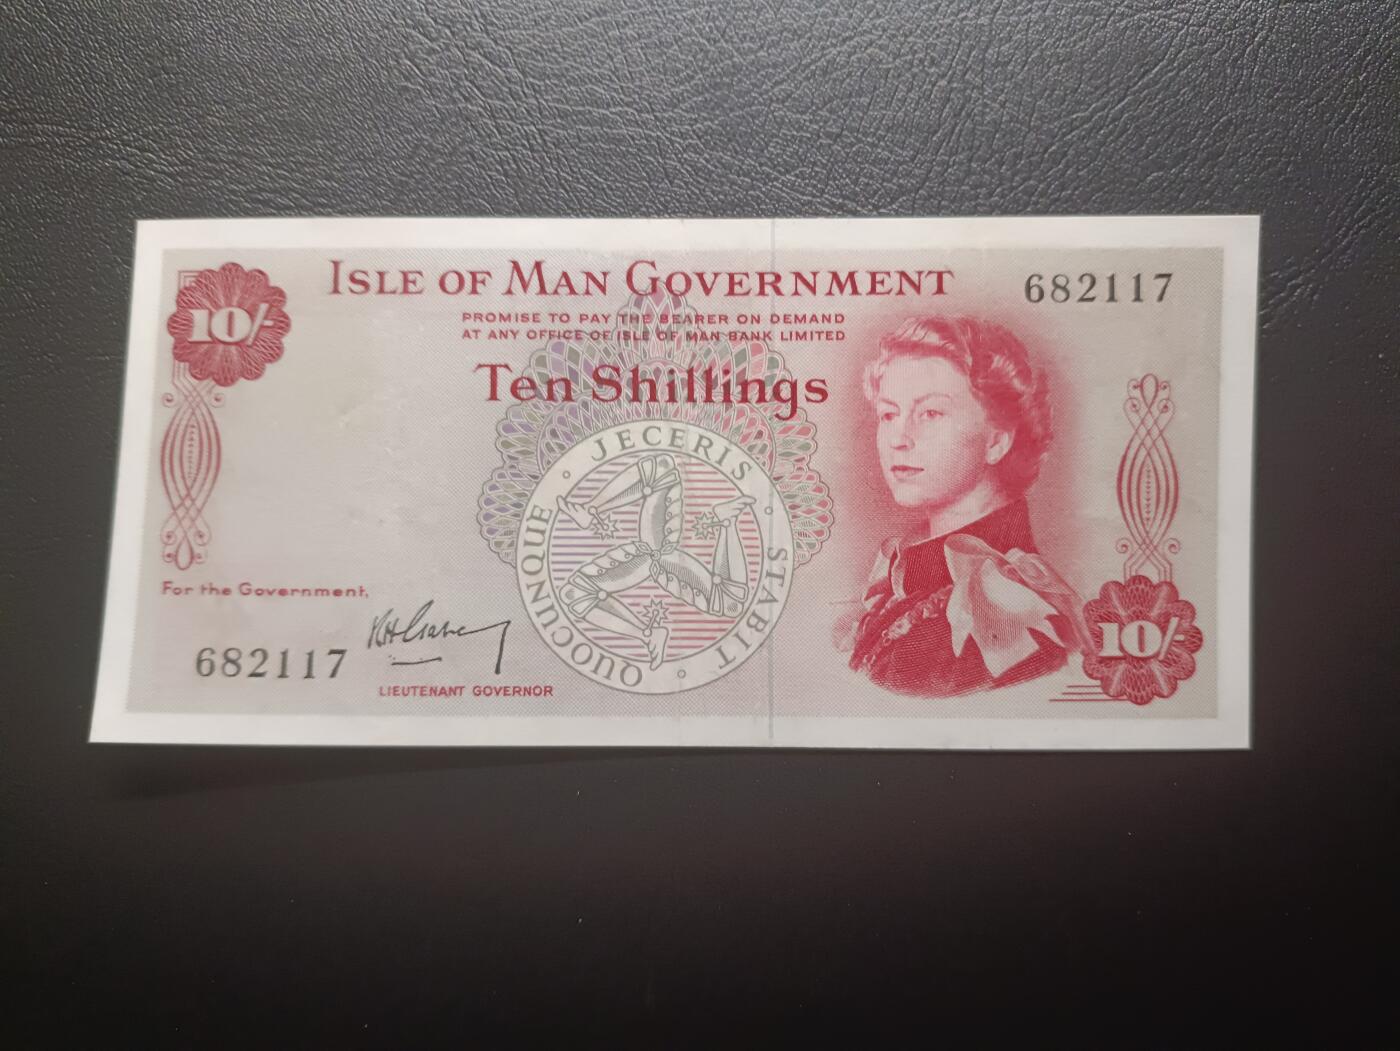 ISLE OF MAN GOVERNMENT
682117
10/-
PROMISE TO PAY THE BEARER ON DEMAND
AT ANY OFFICE OF ISLE OF MAN BANK LIMITED
Ten Shillings
QUOCUNQUE · JECERIS · STABIT ·
For the Government,
682117
LIEUTENANT GOVERNOR
10/-